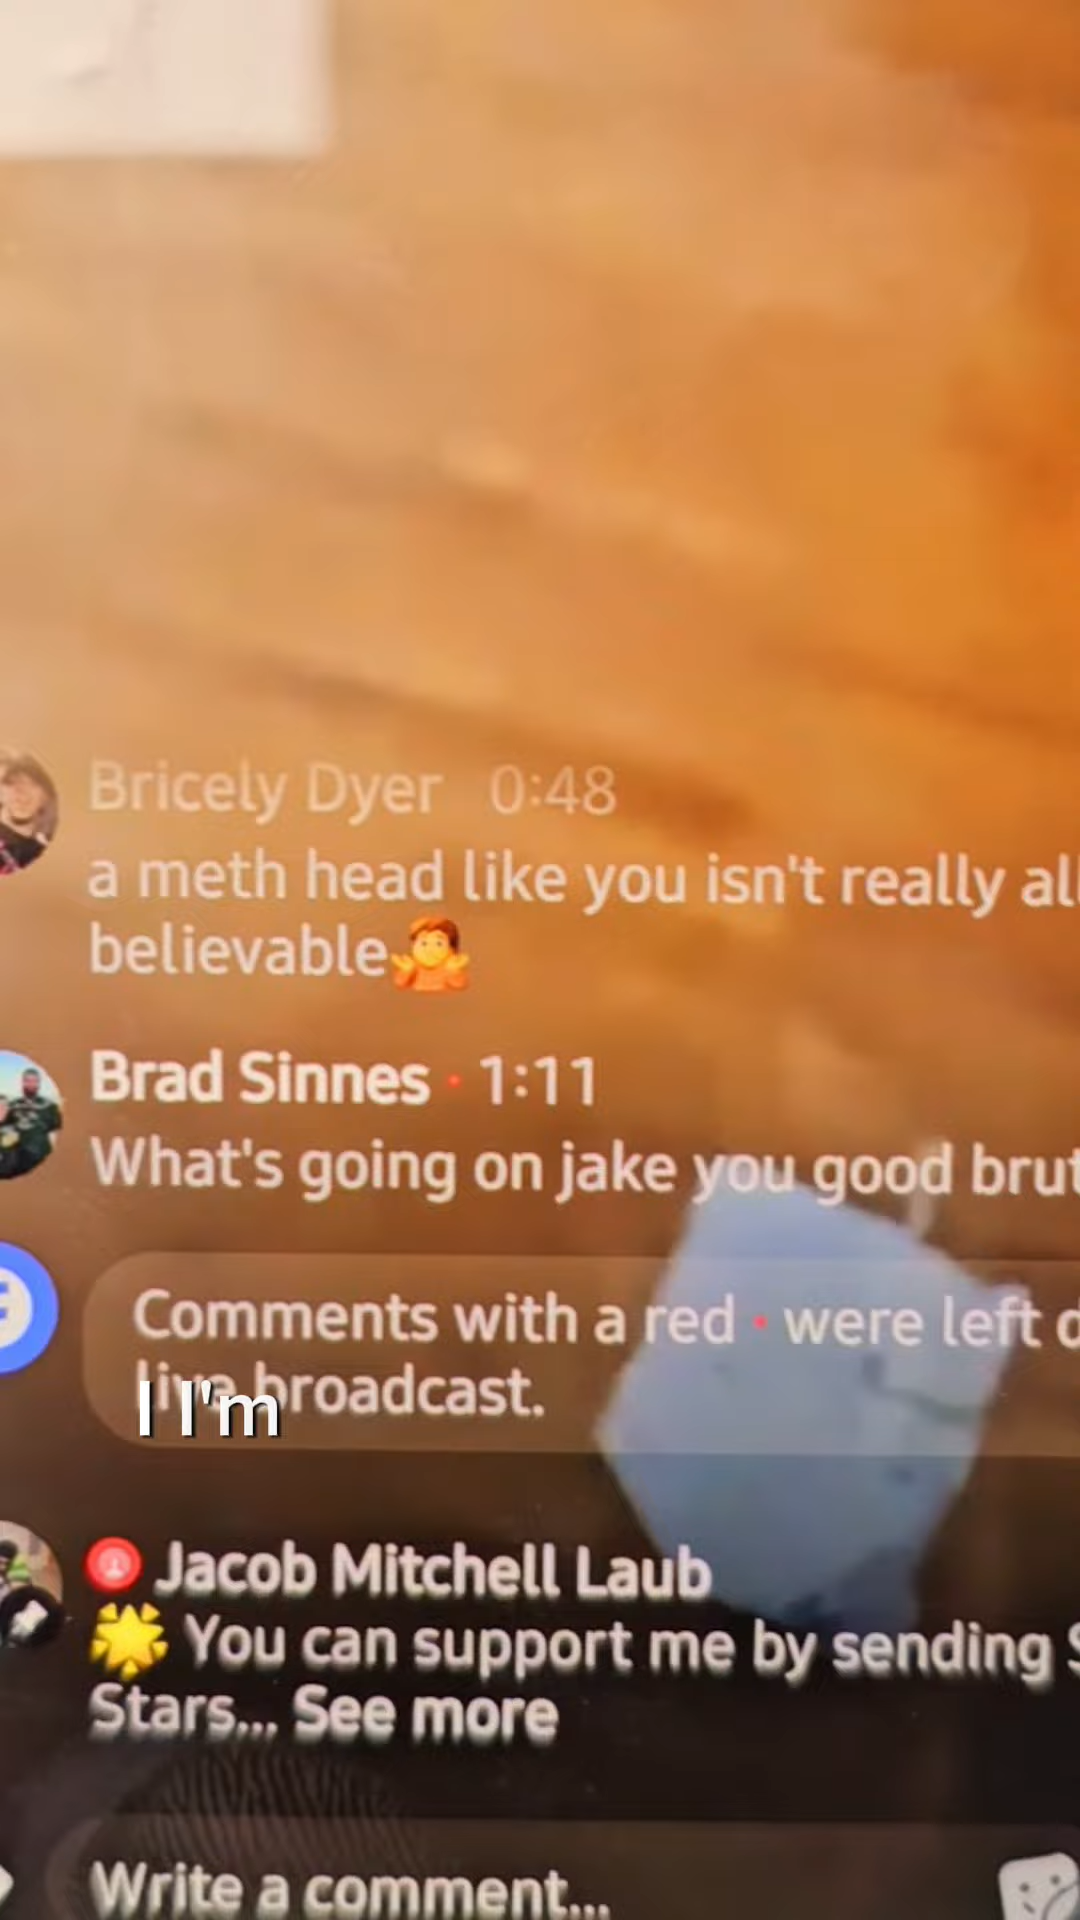 Bricely Dyer 0:48
a meth head like you isn't really
believable
Brad Sinnes · 1:11
What's going on jake you good
Comments with a red · were left
live broadcast.
I I'm
Jacob Mitchell Laub
You can support me by sending
Stars... See more
Write a comment...